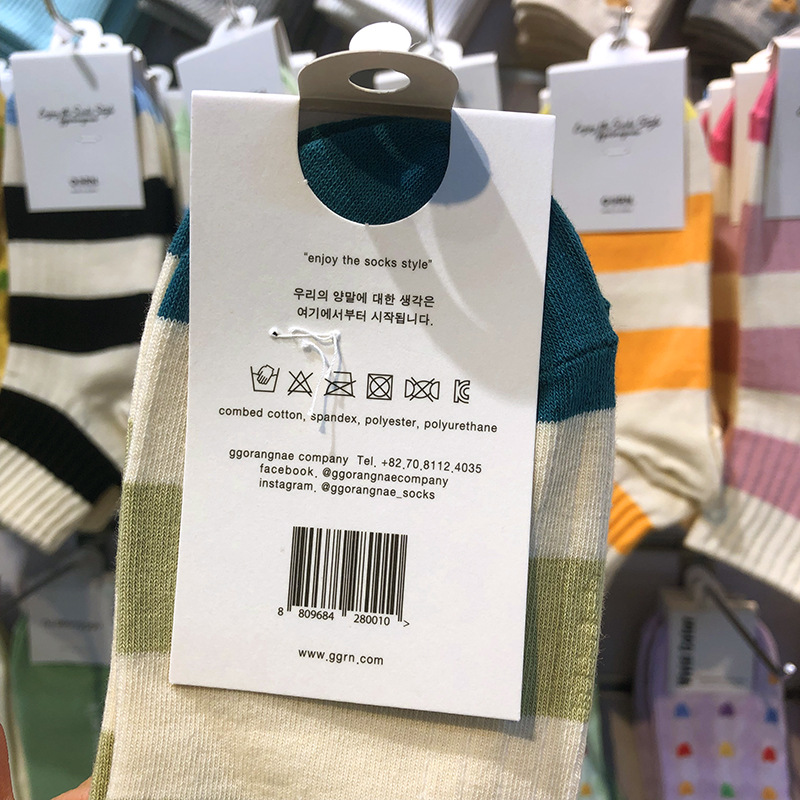 "enjoy the socks style"
우리의 양말에 대한 생각은
여기에서부터 시작됩니다.
combed cotton, spandex, polyester, polyurethane
ggorangnae company Tel. +82.70.8112.4035
facebook. @ggorangnaecompany
instagram. @ggorangnae_socks
8 809684 280010 >
www.ggrn.com